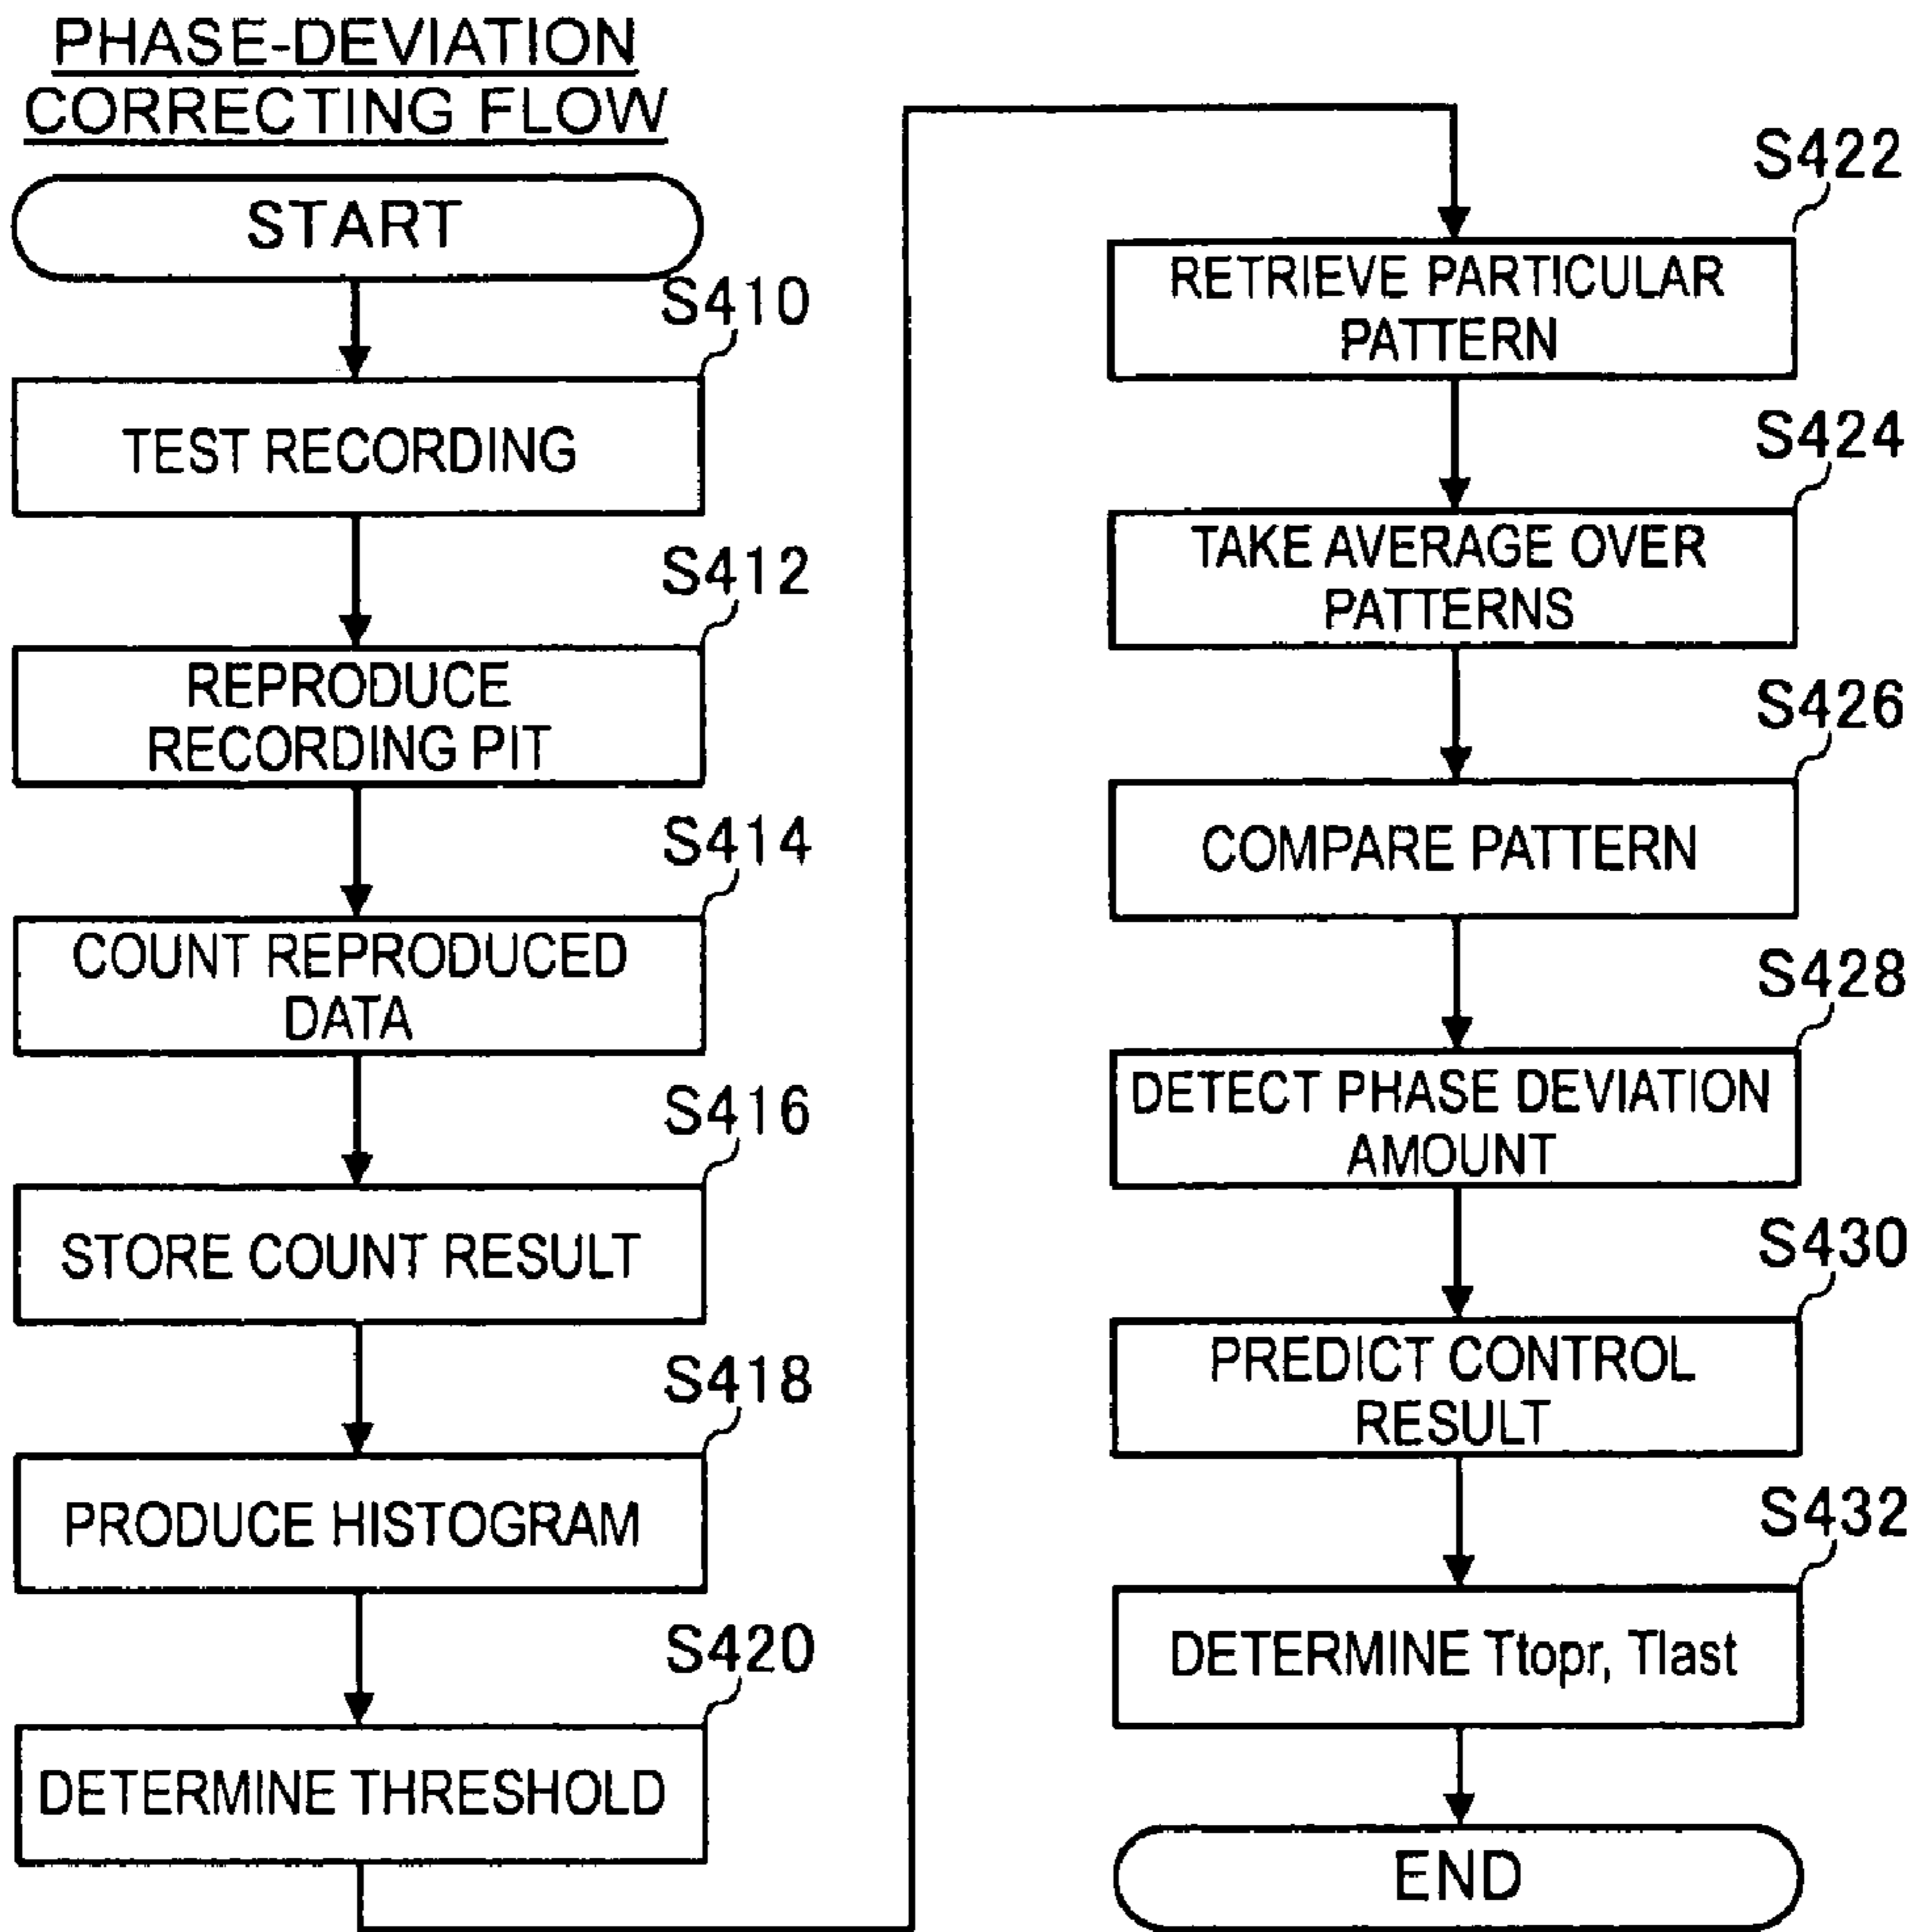 PHASE-DEVIATION
CORRECTING FLOW
START
S410
TEST RECORDING
S412
REPRODUCE
RECORDING PIT
S414
COUNT REPRODUCED
DATA
S416
STORE COUNT RESULT
S418
PRODUCE HISTOGRAM
S420
DETERMINE THRESHOLD
S422
RETRIEVE PARTICULAR
PATTERN
S424
TAKE AVERAGE OVER
PATTERNS
S426
COMPARE PATTERN
S428
DETECT PHASE DEVIATION
AMOUNT
S430
PREDICT CONTROL
RESULT
S432
DETERMINE Ttopr, Tlast
END